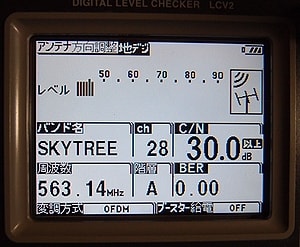 DIGITAL LEVEL CHECKER LCV2
アンテナ方向調整 地デジ
50 60 70 80 90
レベル
バンド名 ch C/N
SKYTREE 28 30.0 以上 dB
周波数 階層 BER
563.14MHz A 0.00
変調方式 OFDM ブースター給電 OFF